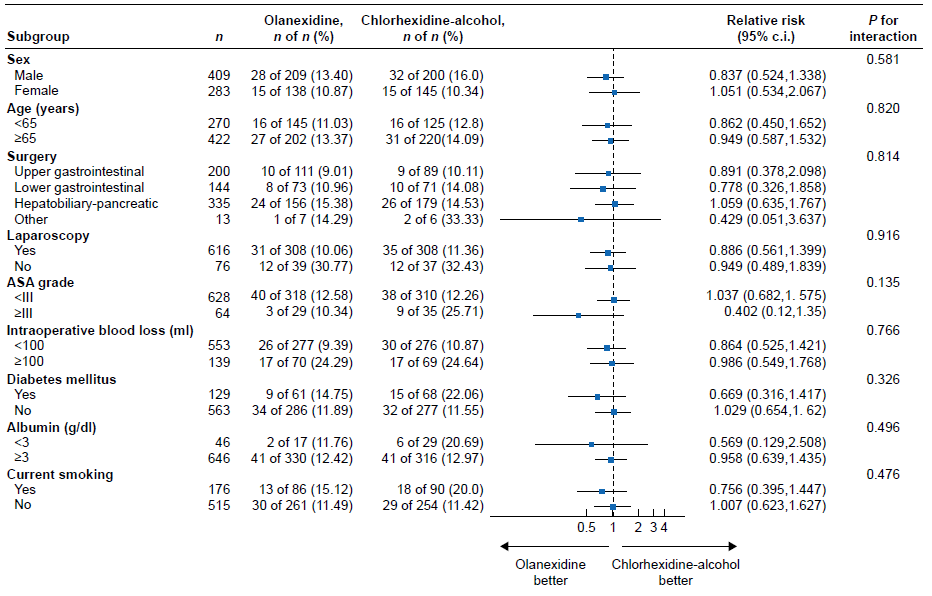 Olanexidine, Chlorhexidine-alcohol, Relative risk P for
Subgroup n n of n (%) n of n (%) (95% c.i.) interaction
Sex 0.581
Male 409 28 of 209 (13.40) 32 of 200 (16.0) 0.837 (0.524,1.338)
Female 283 15 of 138 (10.87) 15 of 145 (10.34) 1.051 (0.534,2.067)
Age (years) 0.820
<65 270 16 of 145 (11.03) 16 of 125 (12.8) 0.862 (0.450,1.652)
≥65 422 27 of 202 (13.37) 31 of 220(14.09) 0.949 (0.587,1.532)
Surgery 0.814
Upper gastrointestinal 200 10 of 111 (9.01) 9 of 89 (10.11) 0.891 (0.378,2.098)
Lower gastrointestinal 144 8 of 73 (10.96) 10 of 71 (14.08) 0.778 (0.326,1.858)
Hepatobiliary-pancreatic 335 24 of 156 (15.38) 26 of 179 (14.53) 1.059 (0.635,1.767)
Other 13 1 of 7 (14.29) 2 of 6 (33.33) 0.429 (0.051,3.637)
Laparoscopy 0.916
Yes 616 31 of 308 (10.06) 35 of 308 (11.36) 0.886 (0.561,1.399)
No 76 12 of 39 (30.77) 12 of 37 (32.43) 0.949 (0.489,1.839)
ASA grade 0.135
<III 628 40 of 318 (12.58) 38 of 310 (12.26) 1.037 (0.682,1. 575)
≥III 64 3 of 29 (10.34) 9 of 35 (25.71) 0.402 (0.12,1.35)
Intraoperative blood loss (ml) 0.766
<100 553 26 of 277 (9.39) 30 of 276 (10.87) 0.864 (0.525,1.421)
≥100 139 17 of 70 (24.29) 17 of 69 (24.64) 0.986 (0.549,1.768)
Diabetes mellitus 0.326
Yes 129 9 of 61 (14.75) 15 of 68 (22.06) 0.669 (0.316,1.417)
No 563 34 of 286 (11.89) 32 of 277 (11.55) 1.029 (0.654,1. 62)
Albumin (g/dl) 0.496
<3 46 2 of 17 (11.76) 6 of 29 (20.69) 0.569 (0.129,2.508)
≥3 646 41 of 330 (12.42) 41 of 316 (12.97) 0.958 (0.639,1.435)
Current smoking 0.476
Yes 176 13 of 86 (15.12) 18 of 90 (20.0) 0.756 (0.395,1.447)
No 515 30 of 261 (11.49) 29 of 254 (11.42) 1.007 (0.623,1.627)
0.5 1 2 3 4
Olanexidine Chlorhexidine-alcohol
better better